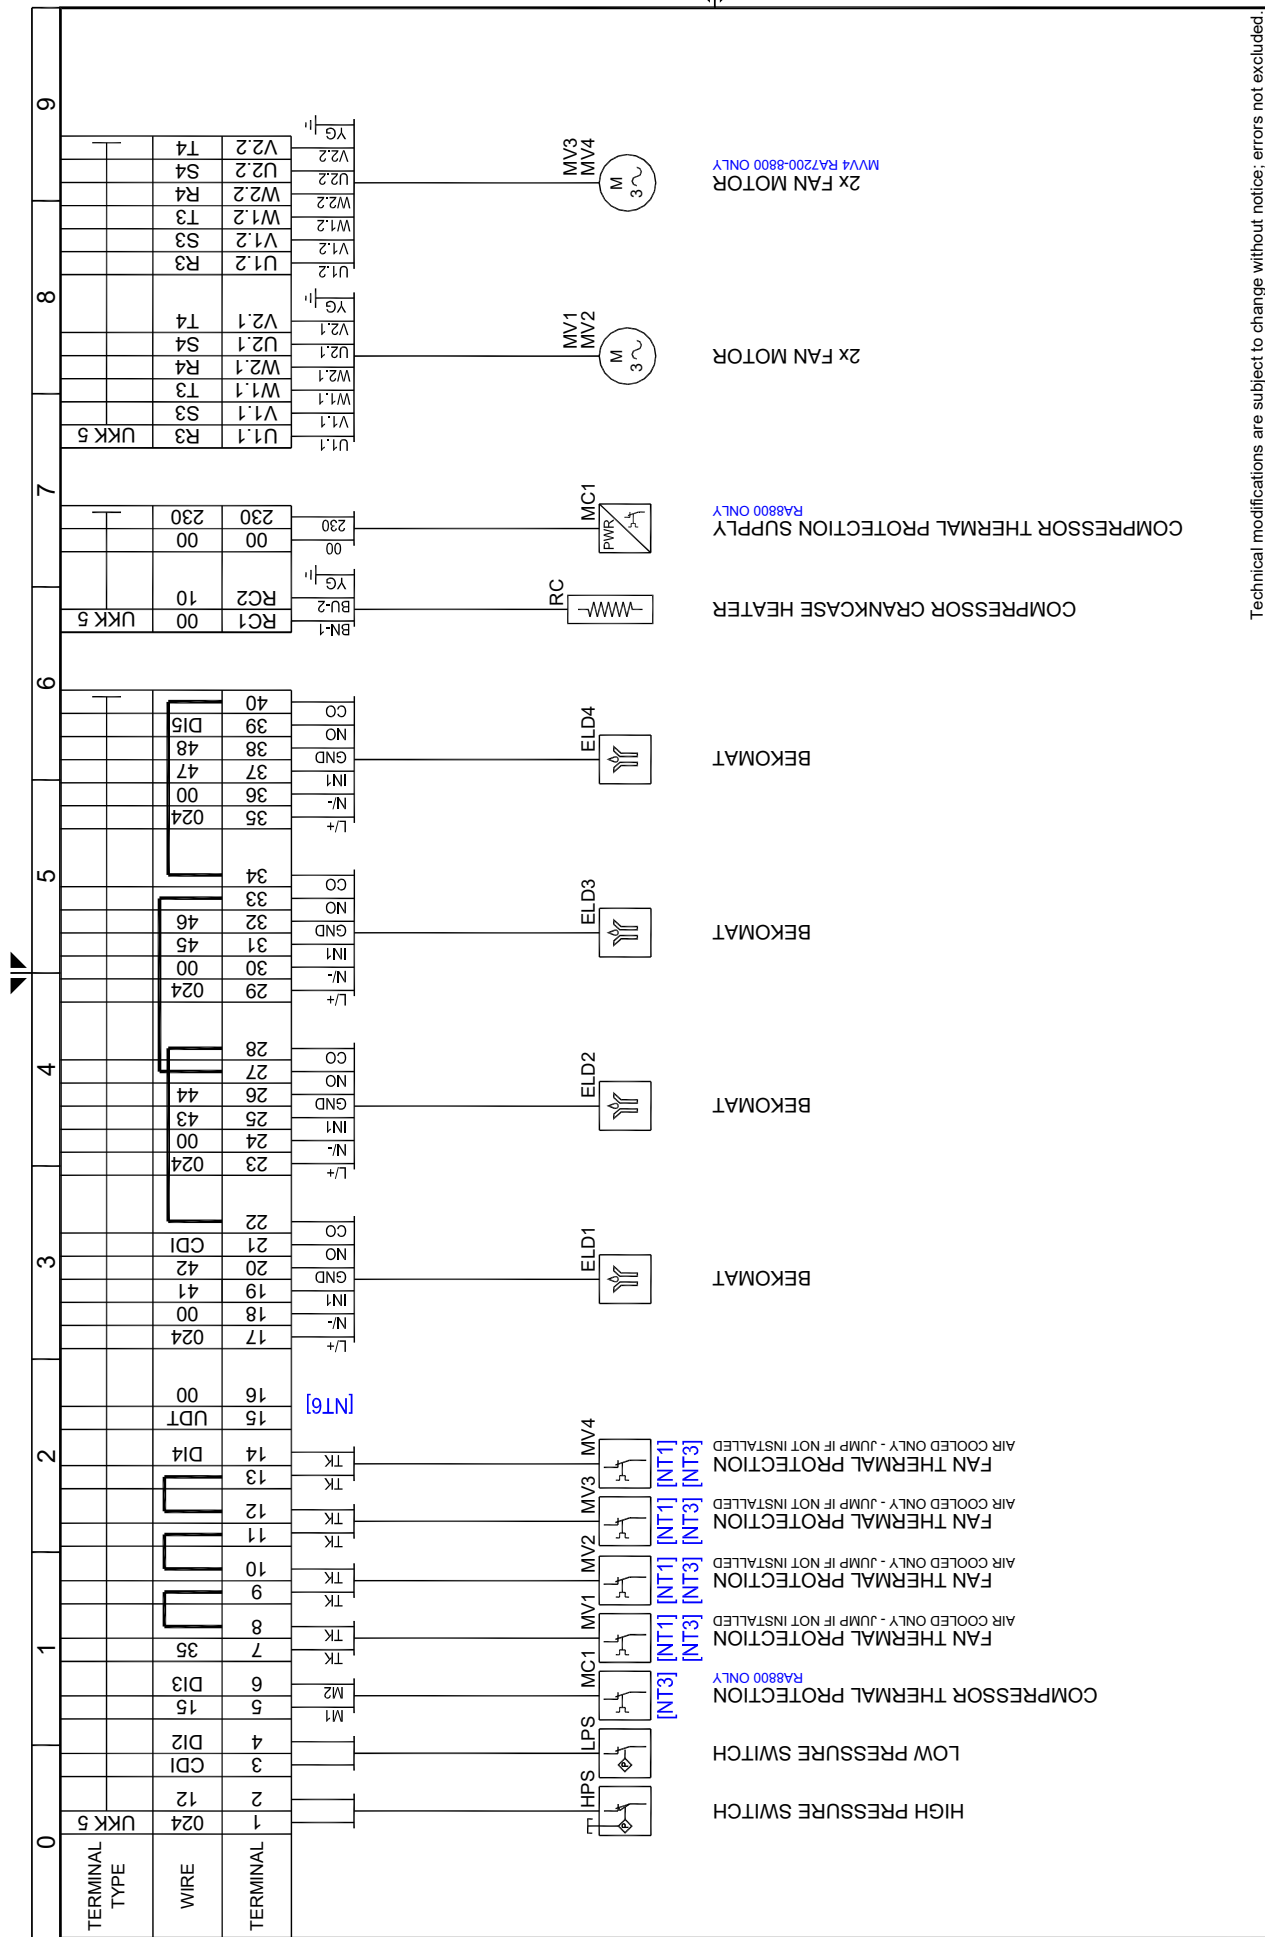 0 1 2 3 4 5 6 7 8 9
TERMINAL
TYPE
UKK 5
UKK 5
UKK 5
WIRE
024
12
CDI
DI2
15
DI3
35
DI4
UDT
00
024
00
41
42
CDI
024
00
43
44
024
00
45
46
024
00
47
48
DI5
00
10
00
230
R3
S3
T3
R4
S4
T4
R3
S3
T3
R4
S4
T4
TERMINAL
1
2
3
4
5
6
7
8
9
10
11
12
13
14
15
16
17
18
19
20
21
22
23
24
25
26
27
28
29
30
31
32
33
34
35
36
37
38
39
40
RC1
RC2
00
230
U1.1
V1.1
W1.1
W2.1
U2.1
V2.1
U1.2
V1.2
W1.2
W2.2
U2.2
V2.2
M1
M2
TK
TK
TK
TK
TK
TK
TK
TK
[NT6]
L/+
N/-
IN1
GND
NO
CO
L/+
N/-
IN1
GND
NO
CO
L/+
N/-
IN1
GND
NO
CO
L/+
N/-
IN1
GND
NO
CO
BN-1
BU-2
YG
00
230
U1.1
V1.1
W1.1
W2.1
U2.1
V2.1
YG
U1.2
V1.2
W1.2
W2.2
U2.2
V2.2
YG
HPS
P
HIGH PRESSURE SWITCH
LPS
P
LOW PRESSURE SWITCH
MC1
[NT3]
COMPRESSOR THERMAL PROTECTION
RA8800 ONLY
MV1
[NT1]
[NT3]
FAN THERMAL PROTECTION
AIR COOLED ONLY - JUMP IF NOT INSTALLED
MV2
[NT1]
[NT3]
FAN THERMAL PROTECTION
AIR COOLED ONLY - JUMP IF NOT INSTALLED
MV3
[NT1]
[NT3]
FAN THERMAL PROTECTION
AIR COOLED ONLY - JUMP IF NOT INSTALLED
MV4
[NT1]
[NT3]
FAN THERMAL PROTECTION
AIR COOLED ONLY - JUMP IF NOT INSTALLED
ELD1
BEKOMAT
ELD2
BEKOMAT
ELD3
BEKOMAT
ELD4
BEKOMAT
RC
COMPRESSOR CRANKCASE HEATER
MC1
PWR
COMPRESSOR THERMAL PROTECTION SUPPLY
RA8800 ONLY
MV1
MV2
M
3
2x FAN MOTOR
MV3
MV4
M
3
2x FAN MOTOR
MVV4 RA7200-8800 ONLY
Technical modifications are subject to change without notice; errors not excluded.